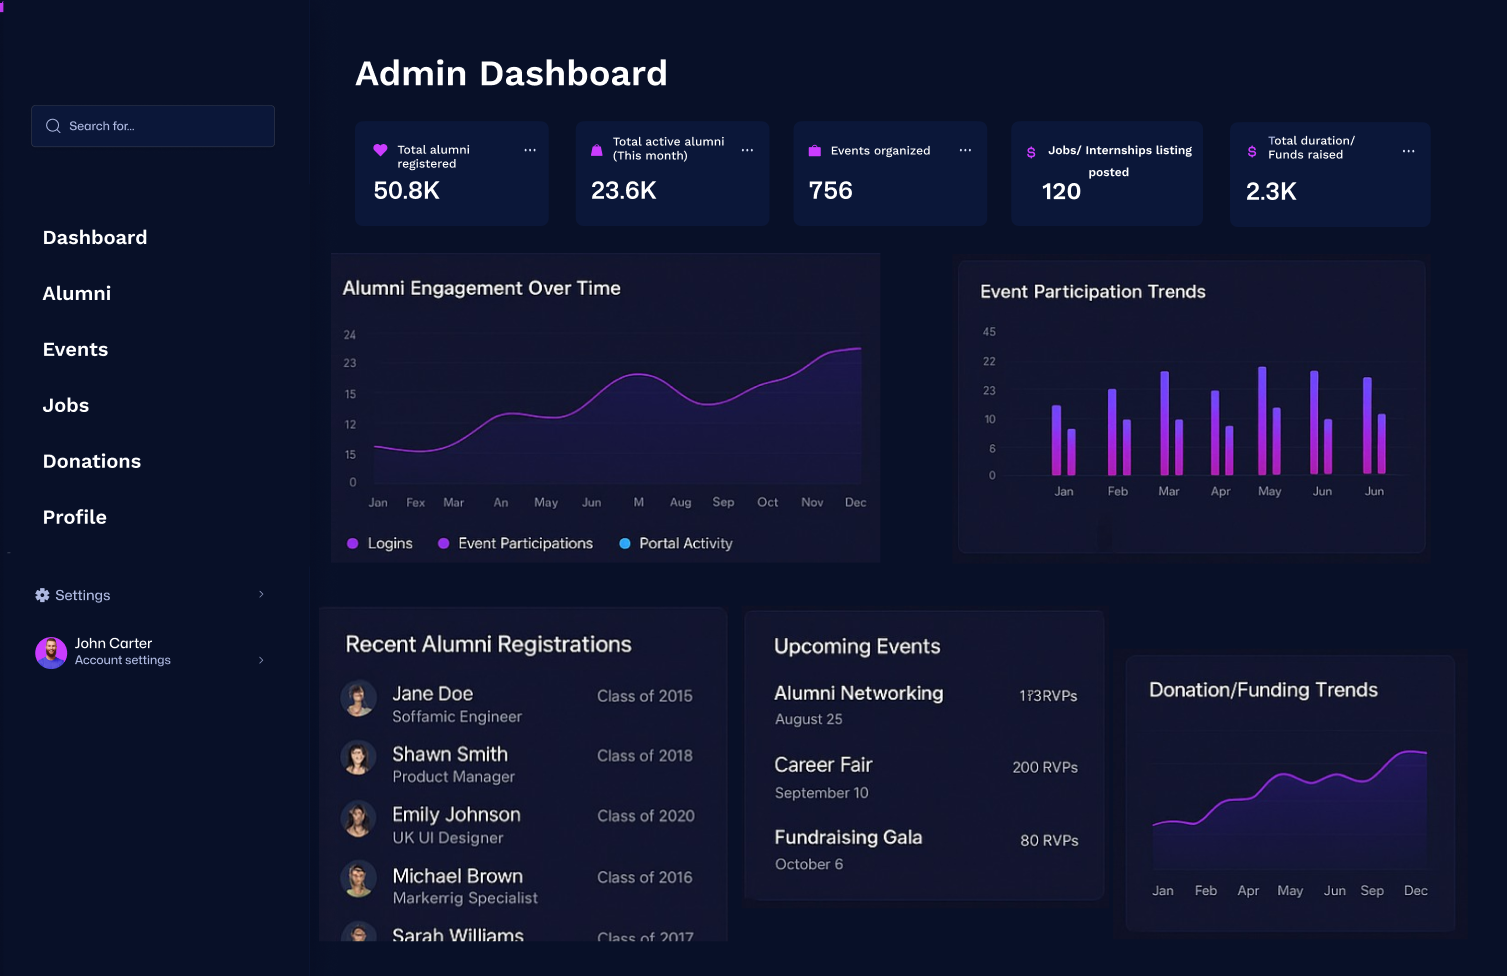 Admin Dashboard
Search for...
Dashboard
Alumni
Events
Jobs
Donations
Profile
Settings
John Carter
Account settings
Total alumni
registered
50.8K
Total active alumni
(This month)
23.6K
Events organized
756
$
Jobs/ Internships listing
posted
120
$
Total duration/
Funds raised
2.3K
Alumni Engagement Over Time
24
23
15
12
15
0
Jan Fex Mar An May Jun M Aug Sep Oct Nov Dec
Logins Event Participations Portal Activity
Event Participation Trends
45
22
23
10
6
0
Jan Feb Mar Apr May Jun Jun
Recent Alumni Registrations
Jane Doe Class of 2015
Soffamic Engineer
Shawn Smith Class of 2018
Product Manager
Emily Johnson Class of 2020
UK UI Designer
Michael Brown Class of 2016
Markerrig Specialist
Sarah Williams Class of 2017
Upcoming Events
Alumni Networking
August 25
Career Fair 200 RVPs
September 10
Fundraising Gala 80 RVPs
October 6
Donation/Funding Trends
Jan Feb Apr May Jun Sep Dec